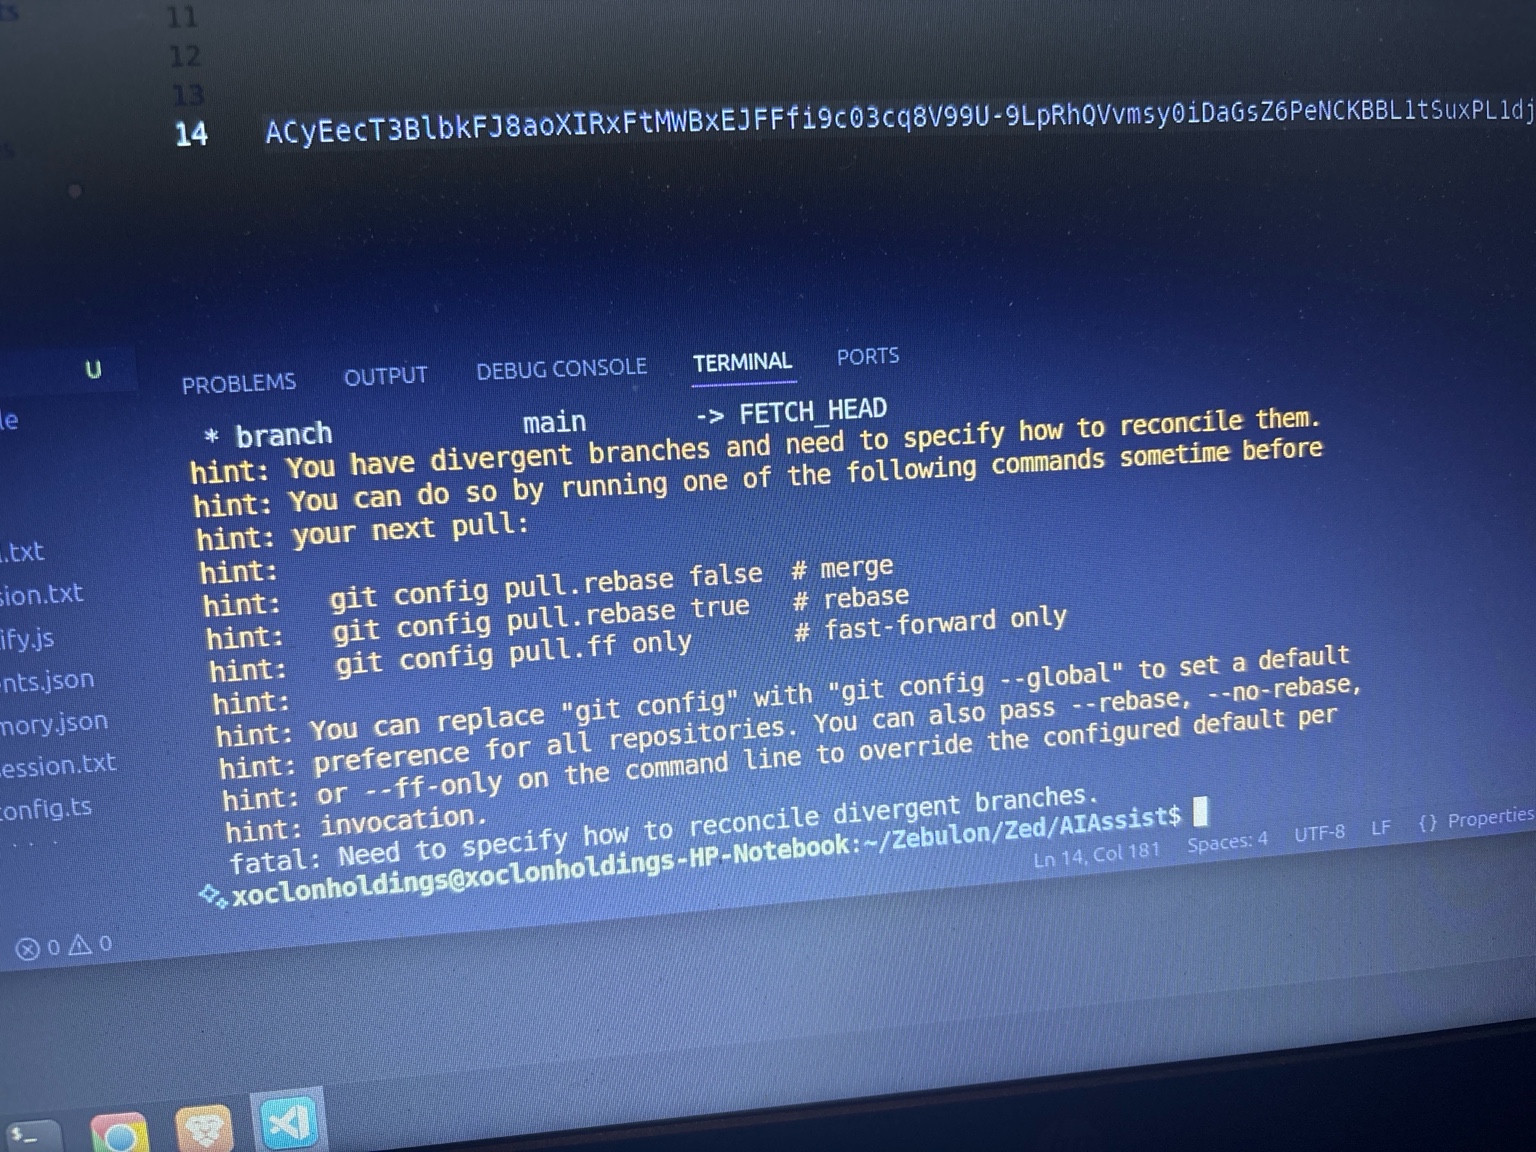 11
12
13
14 ACyEecT3BlbkFJ8aoXIRxFtMWBxEJFFfi9c03cq8V99U-9LpRhQVvmsy0iDaGsZ6PeNCKBBL1tSuxPL1dj
U
PROBLEMS OUTPUT DEBUG CONSOLE TERMINAL PORTS
* branch main -> FETCH_HEAD
hint: You have divergent branches and need to specify how to reconcile them.
hint: You can do so by running one of the following commands sometime before
hint: your next pull:
hint:
hint: git config pull.rebase false # merge
hint: git config pull.rebase true # rebase
hint: git config pull.ff only # fast-forward only
hint:
hint: You can replace "git config" with "git config --global" to set a default
hint: preference for all repositories. You can also pass --rebase, --no-rebase,
hint: or --ff-only on the command line to override the configured default per
hint: invocation.
fatal: Need to specify how to reconcile divergent branches.
xoclonholdings@xoclonholdings-HP-Notebook:~/Zebulon/Zed/AIAssist$
le
.txt
sion.txt
ify.js
nts.json
mory.json
ession.txt
config.ts
Ln 14, Col 181 Spaces: 4 UTF-8 LF {} Properties
0 0
$_